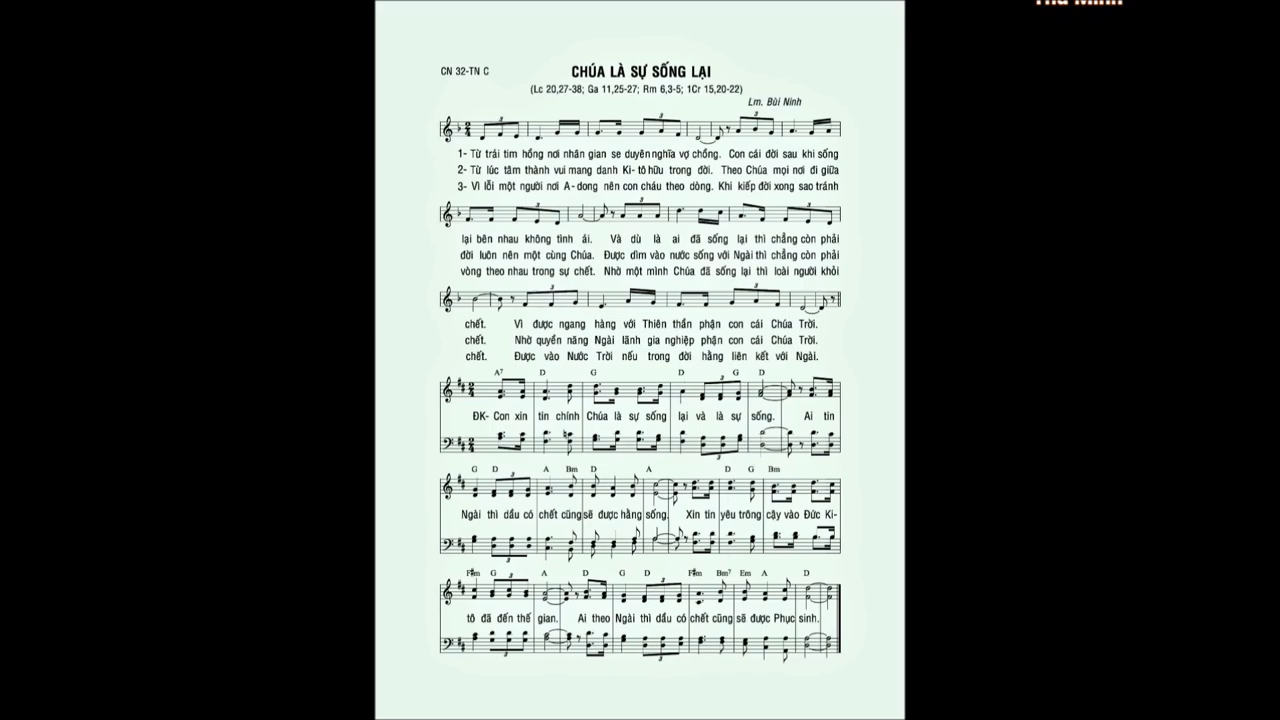 CN 32-TN C
CHÚA LÀ SỰ SỐNG LẠI
(Lc 20,27-38; Ga 11,25-27; Rm 6,3-5; 1Cr 15,20-22)
Lm. Bùi Ninh
1- Từ trái tim hồng nơi nhân gian se duyên nghĩa vợ chồng. Con cái đời sau khi sống
2- Từ lúc tâm thành vui mang danh Ki- tô hữu trong đời. Theo Chúa mọi nơi đi giữa
3- Vì lỗi một người nơi A- dong nên con cháu theo dòng. Khi kiếp đời xong sao tránh
lại bên nhau không tình ái. Và dù là ai đã sống lại thì chẳng còn phải
đời luôn nên một cùng Chúa. Được dìm vào nước sống với Ngài thì chẳng còn phải
vòng theo nhau trong sự chết. Nhờ một mình Chúa đã sống lại thì loài người khỏi
chết. Vì được ngang hàng với Thiên thần phận con cái Chúa Trời.
chết. Nhờ quyền năng Ngài lãnh gia nghiệp phận con cái Chúa Trời.
chết. Được vào Nước Trời nếu trong đời hằng liên kết với Ngài.
A7 D G D G D
ĐK- Con xin tin chính Chúa là sự sống lại và là sự sống. Ai tin
G D A Bm D A D G Bm
Ngài thì dầu có chết cũng sẽ được hằng sống. Xin tin yêu trông cậy vào Đức Ki-
F#m G A D G D F#m Bm7 Em A D
tô đã đến thế gian. Ai theo Ngài thì dầu có chết cũng sẽ được Phục sinh.